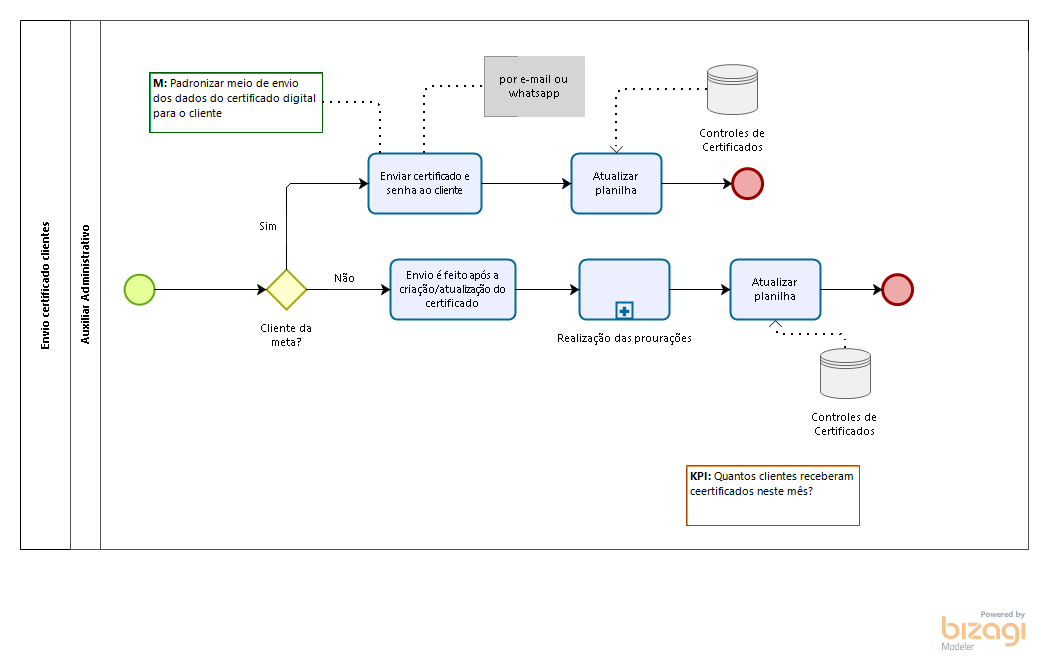 Envio certificado clientes
Auxiliar Administrativo
M: Padronizar meio de envio
dos dados do certificado digital
para o cliente
por e-mail ou
whatsapp
Controles de
Certificados
Enviar certificado e
senha ao cliente
Atualizar
planilha
Sim
Não
Cliente da
meta?
Envio é feito após a
criação/atualização do
certificado
Realização das prourações
Atualizar
planilha
Controles de
Certificados
KPI: Quantos clientes receberam
ceertificados neste mês?
Powered by
bizagi
Modeler